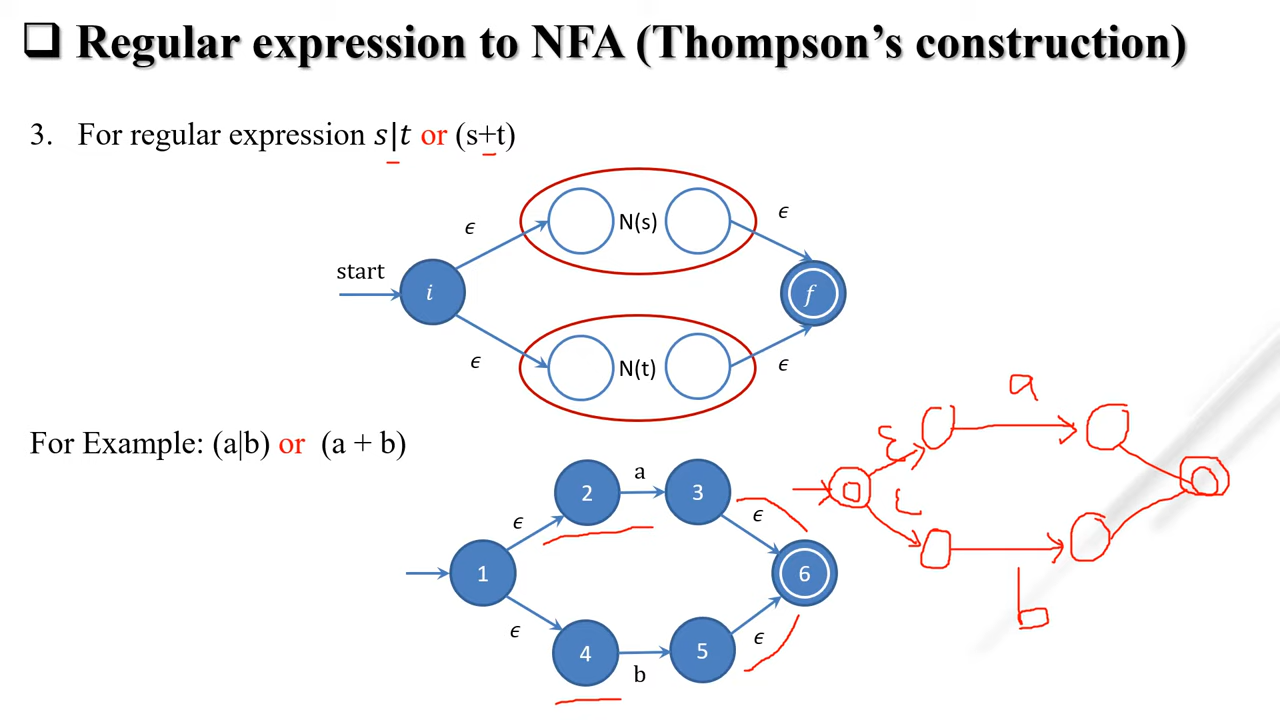 ❑ Regular expression to NFA (Thompson’s construction)
3. For regular expression s|t or (s+t)
ϵ N(s) ϵ
start
i f
ϵ N(t) ϵ
a
For Example: (a|b) or (a + b)
ε
a
2 3
ϵ ϵ
ε
1 6
ϵ ϵ
b
4 5
b